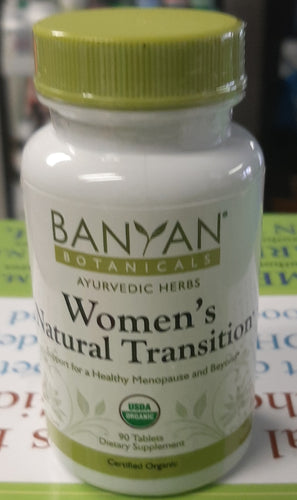 BANYAN®
BOTANICALS
AYURVEDIC HERBS
Women's
Natural Transition
Support for a Healthy Menopause and Beyond
USDA
ORGANIC
90 Tablets
Dietary Supplement
Certified Organic